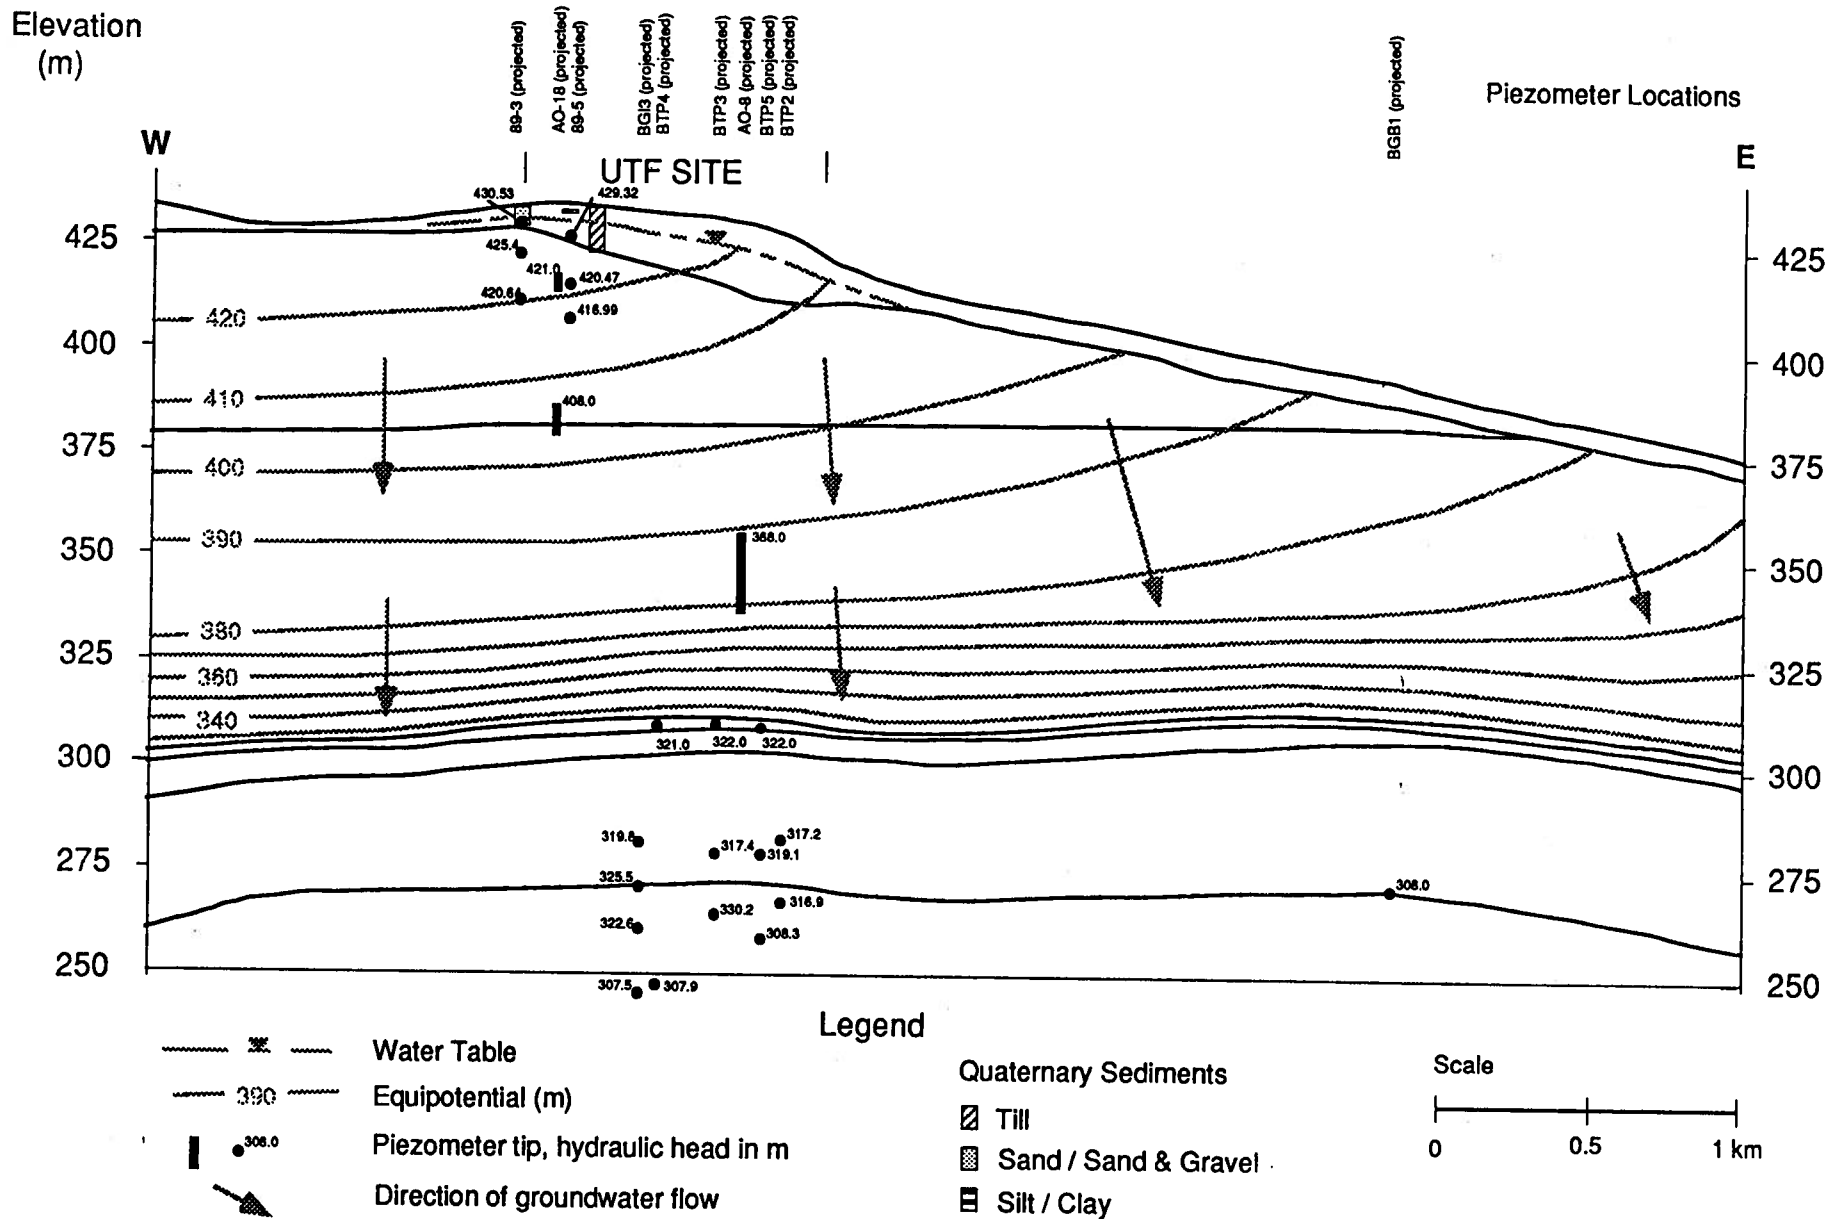 Elevation
(m)
89-3 (projected)
AO-18 (projected)
89-5 (projected)
BGI3 (projected)
BTP4 (projected)
BTP3 (projected)
AO-8 (projected)
BTP5 (projected)
BTP2 (projected)
BGB1 (projected)
Piezometer Locations
W
E
UTF SITE
430.53
429.32
425
425.4
425
421.0
420.47
420.64
416.99
420
400
400
410
408.0
375
400
375
390
368.0
350
350
380
325
360
325
340
321.0
322.0
322.0
300
300
319.8
317.4
317.2
319.1
275
325.5
308.0
275
330.2
316.9
322.6
308.3
250
307.5
307.9
250
Legend
Water Table
390
Equipotential (m)
308.0
Piezometer tip, hydraulic head in m
Direction of groundwater flow
Quaternary Sediments
Till
Sand / Sand & Gravel
Silt / Clay
Scale
0
0.5
1 km